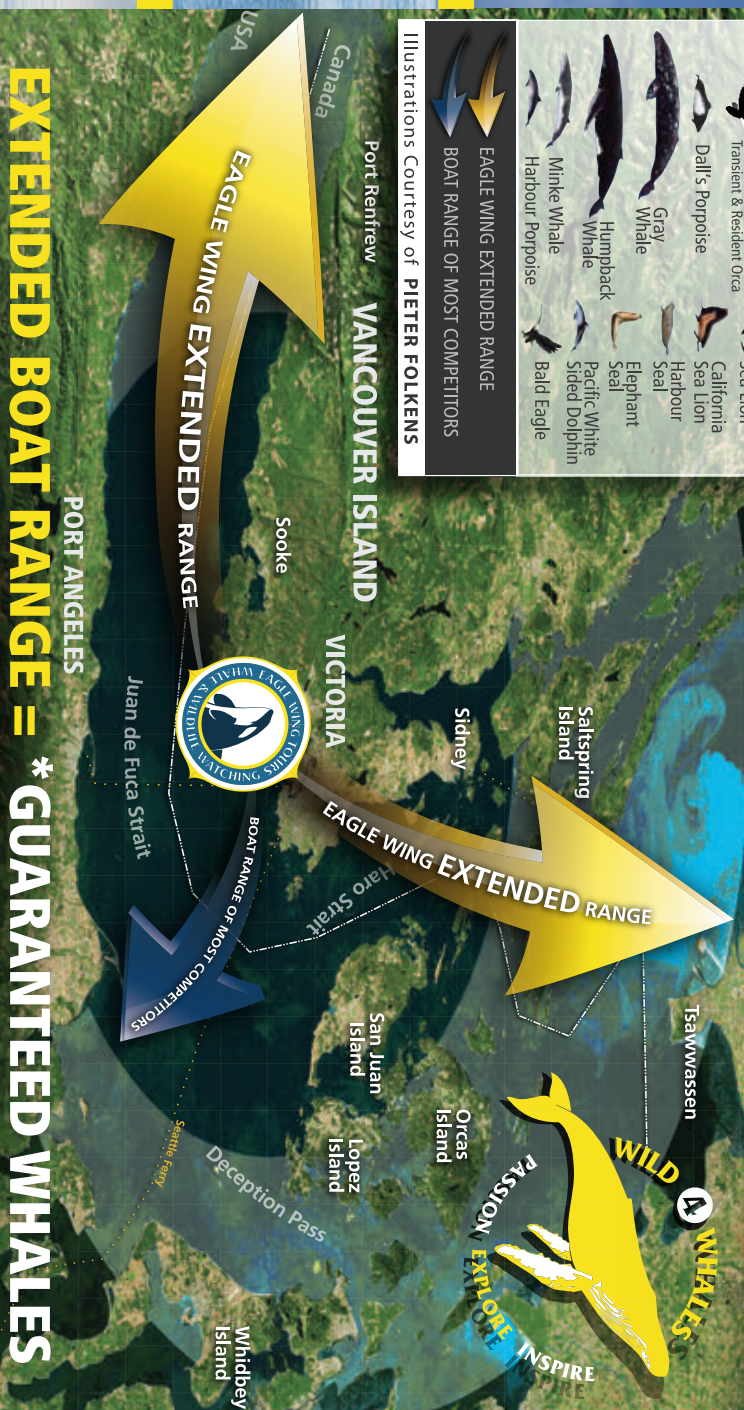 Transient & Resident Orca
Dall's Porpoise
Gray
Whale
Humpback
Whale
Minke Whale
Harbour Porpoise
Sea Lion
California
Sea Lion
Harbour
Seal
Elephant
Seal
Pacific White
Sided Dolphin
Bald Eagle
EAGLE WING EXTENDED RANGE
BOAT RANGE OF MOST COMPETITORS
Illustrations Courtesy of PIETER FOLKENS
Canada
USA
Port Renfrew
VANCOUVER ISLAND
EAGLE WING EXTENDED RANGE
Sooke
VICTORIA
Sidney
Saltspring
Island
PORT ANGELES
Juan de Fuca Strait
EAGLE WING TOURS
WHALE & WILDLIFE WATCHING
EAGLE WING EXTENDED RANGE
Haro Strait
BOAT RANGE OF MOST COMPETITORS
Tsawwassen
San Juan
Island
Orcas
Island
Lopez
Island
Seattle Ferry
Deception Pass
Whidbey
Island
WILD 4 WHALES
PASSION EXPLORE INSPIRE
EXTENDED BOAT RANGE = *GUARANTEED WHALES